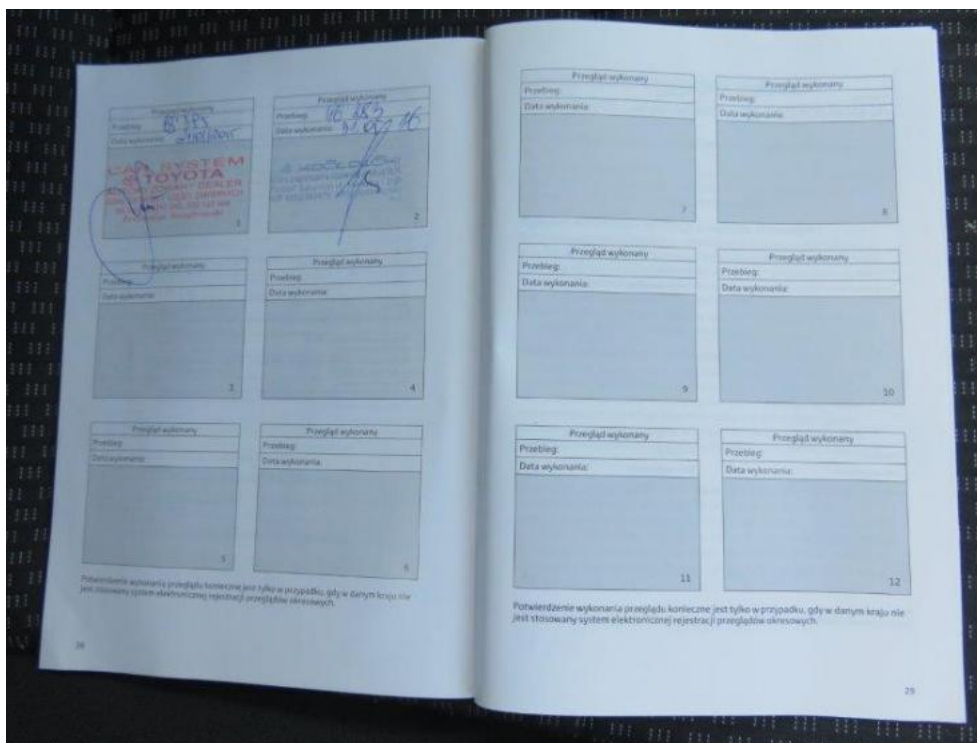 Przegląd wykonany
Przebieg:
Data wykonania:
CAR SYSTEM
TOYOTA
DEALER
1
Przegląd wykonany
Przebieg:
Data wykonania: 16
2
Przegląd wykonany
Przebieg:
Data wykonania:
3
Przegląd wykonany
Przebieg:
Data wykonania:
4
Przegląd wykonany
Przebieg:
Data wykonania:
5
Przegląd wykonany
Przebieg:
Data wykonania:
6
Potwierdzenie wykonania przeglądu konieczne jest tylko w przypadku, gdy w danym kraju nie
jest stosowany system elektronicznej rejestracji przeglądów okresowych.
Przegląd wykonany
Przebieg:
Data wykonania:
7
Przegląd wykonany
Przebieg:
Data wykonania:
8
Przegląd wykonany
Przebieg:
Data wykonania:
9
Przegląd wykonany
Przebieg:
Data wykonania:
10
Przegląd wykonany
Przebieg:
Data wykonania:
11
Przegląd wykonany
Przebieg:
Data wykonania:
12
Potwierdzenie wykonania przeglądu konieczne jest tylko w przypadku, gdy w danym kraju nie
jest stosowany system elektronicznej rejestracji przeglądów okresowych.
29